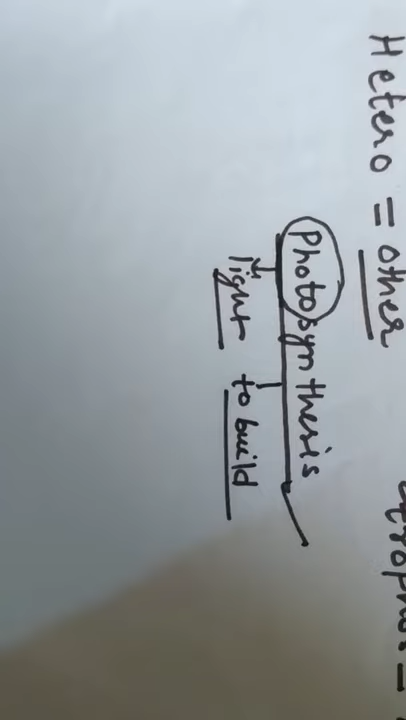 Hetero = other
Photosynthesis
light to build